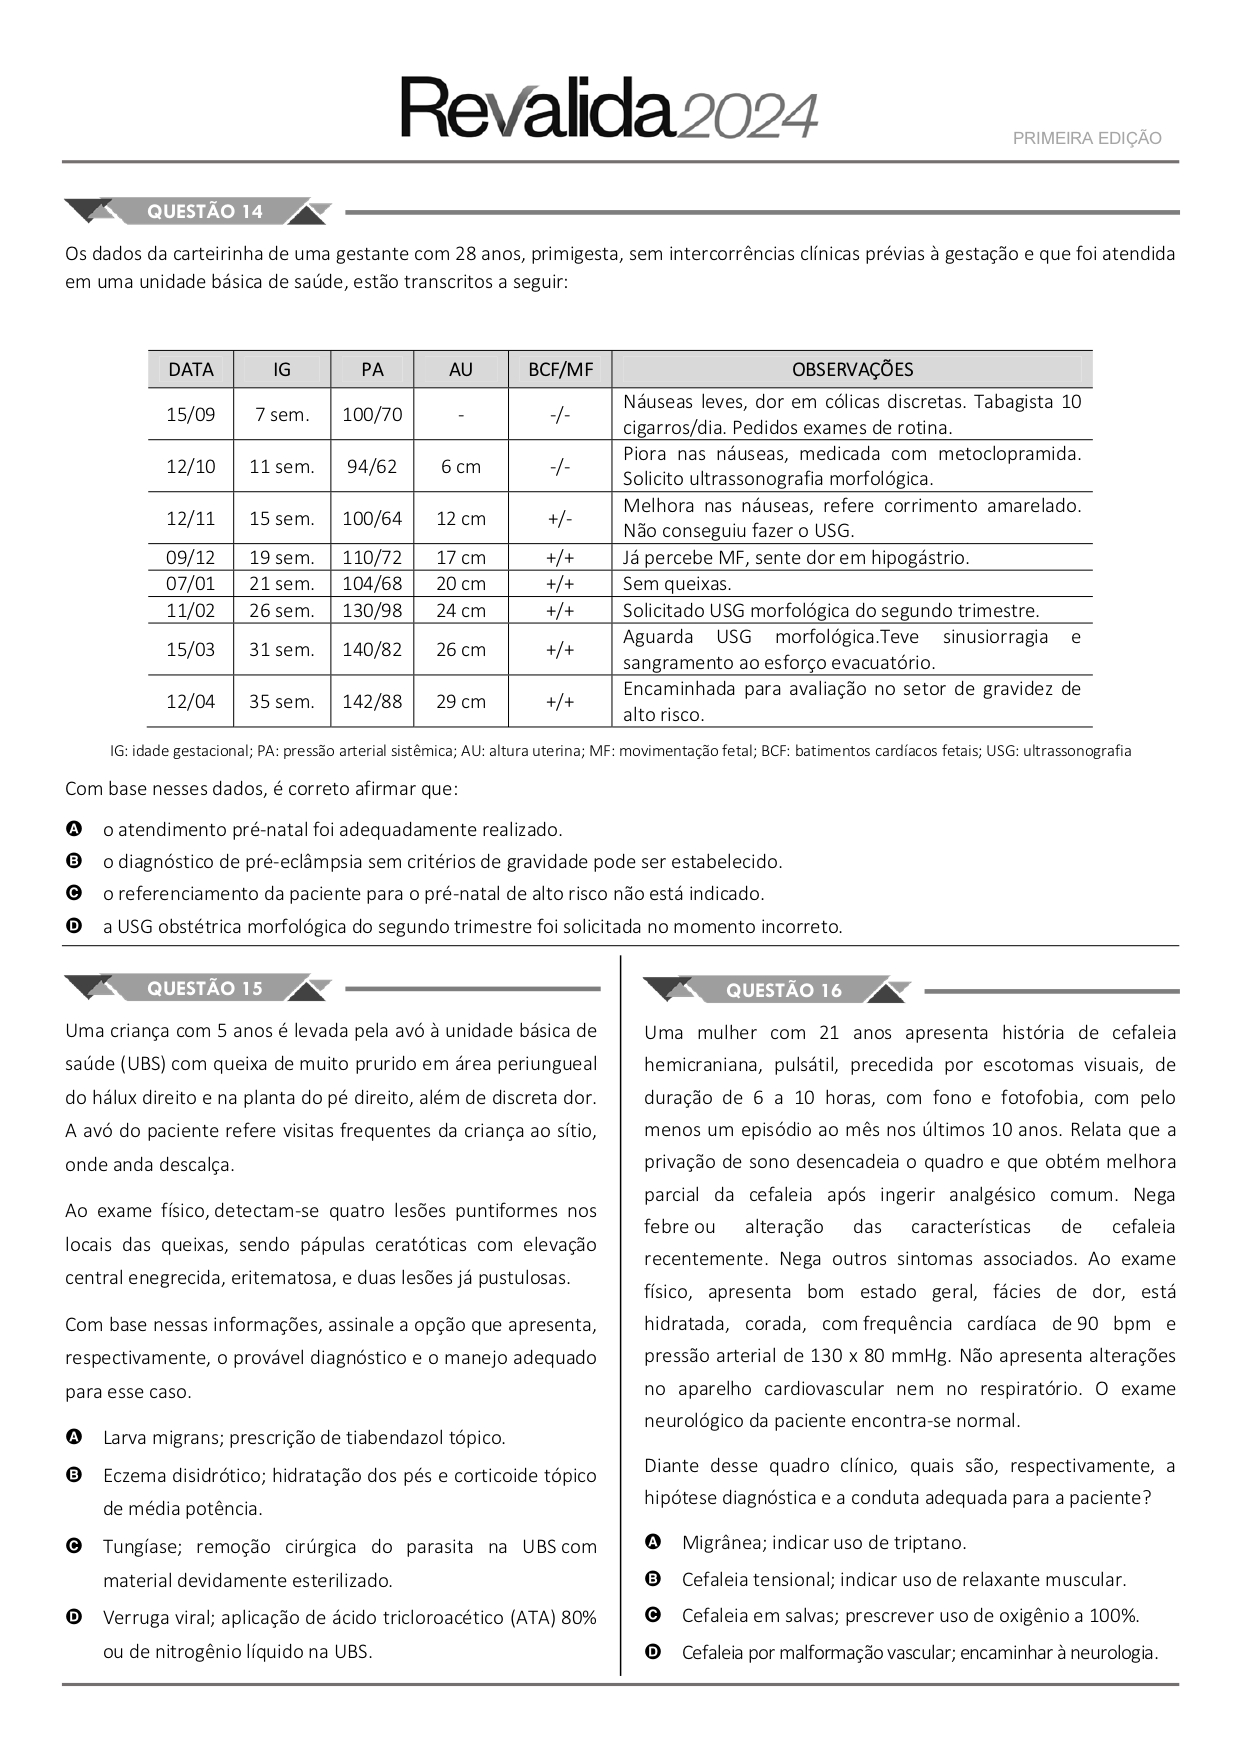 Revalida2024
PRIMEIRA EDIÇÃO
QUESTÃO 14
Os dados da carteirinha de uma gestante com 28 anos, primigesta, sem intercorrências clínicas prévias à gestação e que foi atendida
em uma unidade básica de saúde, estão transcritos a seguir:
DATA IG PA AU BCF/MF OBSERVAÇÕES
15/09 7 sem. 100/70 - -/- Náuseas leves, dor em cólicas discretas. Tabagista 10
cigarros/dia. Pedidos exames de rotina.
12/10 11 sem. 94/62 6 cm -/- Piora nas náuseas, medicada com metoclopramida.
Solicito ultrassonografia morfológica.
12/11 15 sem. 100/64 12 cm +/- Melhora nas náuseas, refere corrimento amarelado.
Não conseguiu fazer o USG.
09/12 19 sem. 110/72 17 cm +/+ Já percebe MF, sente dor em hipogástrio.
07/01 21 sem. 104/68 20 cm +/+ Sem queixas.
11/02 26 sem. 130/98 24 cm +/+ Solicitado USG morfológica do segundo trimestre.
15/03 31 sem. 140/82 26 cm +/+ Aguarda USG morfológica.Teve sinusiorragia e
sangramento ao esforço evacuatório.
12/04 35 sem. 142/88 29 cm +/+ Encaminhada para avaliação no setor de gravidez de
alto risco.
IG: idade gestacional; PA: pressão arterial sistêmica; AU: altura uterina; MF: movimentação fetal; BCF: batimentos cardíacos fetais; USG: ultrassonografia
Com base nesses dados, é correto afirmar que:
A o atendimento pré-natal foi adequadamente realizado.
B o diagnóstico de pré-eclâmpsia sem critérios de gravidade pode ser estabelecido.
C o referenciamento da paciente para o pré-natal de alto risco não está indicado.
D a USG obstétrica morfológica do segundo trimestre foi solicitada no momento incorreto.
QUESTÃO 15
Uma criança com 5 anos é levada pela avó à unidade básica de
saúde (UBS) com queixa de muito prurido em área periungueal
do hálux direito e na planta do pé direito, além de discreta dor.
A avó do paciente refere visitas frequentes da criança ao sítio,
onde anda descalça.
Ao exame físico, detectam-se quatro lesões puntiformes nos
locais das queixas, sendo pápulas ceratóticas com elevação
central enegrecida, eritematosa, e duas lesões já pustulosas.
Com base nessas informações, assinale a opção que apresenta,
respectivamente, o provável diagnóstico e o manejo adequado
para esse caso.
A Larva migrans; prescrição de tiabendazol tópico.
B Eczema disidrótico; hidratação dos pés e corticoide tópico
de média potência.
C Tungíase; remoção cirúrgica do parasita na UBS com
material devidamente esterilizado.
D Verruga viral; aplicação de ácido tricloroacético (ATA) 80%
ou de nitrogênio líquido na UBS.
QUESTÃO 16
Uma mulher com 21 anos apresenta história de cefaleia
hemicraniana, pulsátil, precedida por escotomas visuais, de
duração de 6 a 10 horas, com fono e fotofobia, com pelo
menos um episódio ao mês nos últimos 10 anos. Relata que a
privação de sono desencadeia o quadro e que obtém melhora
parcial da cefaleia após ingerir analgésico comum. Nega
febre ou alteração das características de cefaleia
recentemente. Nega outros sintomas associados. Ao exame
físico, apresenta bom estado geral, fácies de dor, está
hidratada, corada, com frequência cardíaca de 90 bpm e
pressão arterial de 130 x 80 mmHg. Não apresenta alterações
no aparelho cardiovascular nem no respiratório. O exame
neurológico da paciente encontra-se normal.
Diante desse quadro clínico, quais são, respectivamente, a
hipótese diagnóstica e a conduta adequada para a paciente?
A Migrânea; indicar uso de triptano.
B Cefaleia tensional; indicar uso de relaxante muscular.
C Cefaleia em salvas; prescrever uso de oxigênio a 100%.
D Cefaleia por malformação vascular; encaminhar à neurologia.